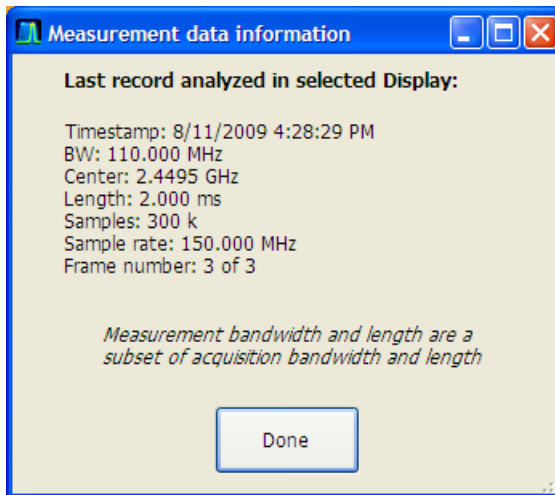 Measurement data information
Last record analyzed in selected Display:
Timestamp: 8/11/2009 4:28:29 PM
BW: 110.000 MHz
Center: 2.4495 GHz
Length: 2.000 ms
Samples: 300 k
Sample rate: 150.000 MHz
Frame number: 3 of 3
Measurement bandwidth and length are a
subset of acquisition bandwidth and length
Done